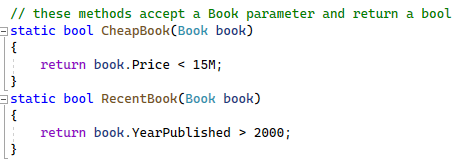 // these methods accept a Book parameter and return a bool
static bool CheapBook(Book book)
{
    return book.Price < 15M;
}
static bool RecentBook(Book book)
{
    return book.YearPublished > 2000;
}